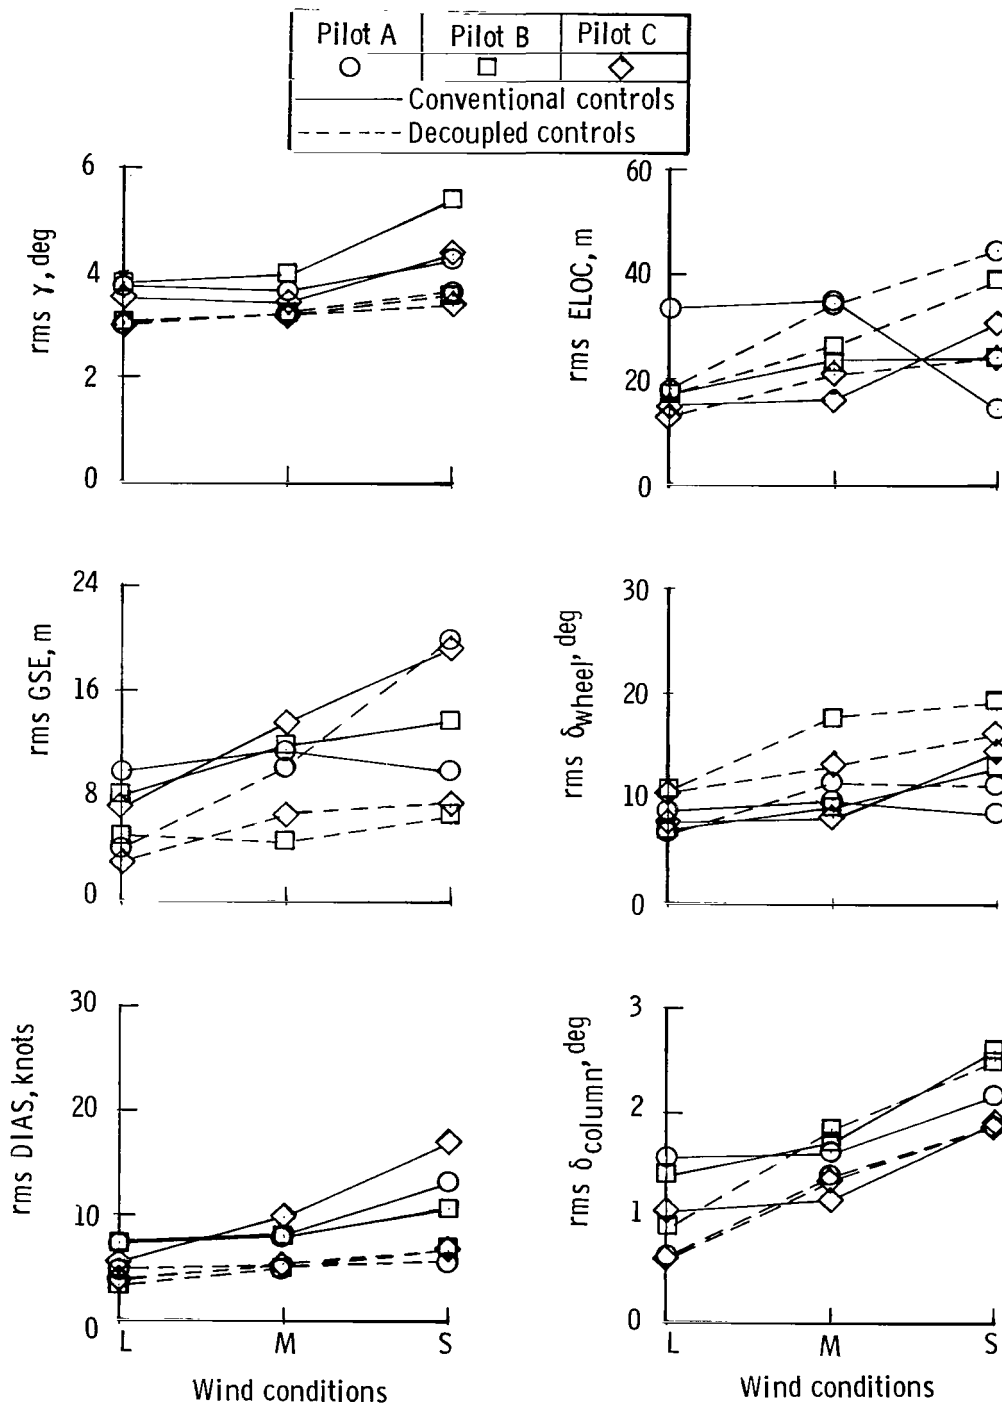 Pilot A Pilot B Pilot C
Conventional controls
Decoupled controls
rms γ, deg
6
4
2
0
rms ELOC, m
60
40
20
0
rms GSE, m
24
16
8
0
rms δwheel, deg
30
20
10
0
rms DIAS, knots
30
20
10
0
L M S
Wind conditions
rms δcolumn, deg
3
2
1
0
L M S
Wind conditions